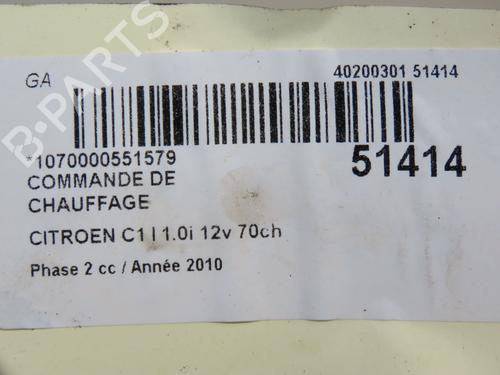 GA
40200301 51414
*1070000551579
51414
COMMANDE DE
CHAUFFAGE
CITROEN C1 I 1.0i 12v 70ch
Phase 2 cc / Année 2010
B-PARTS